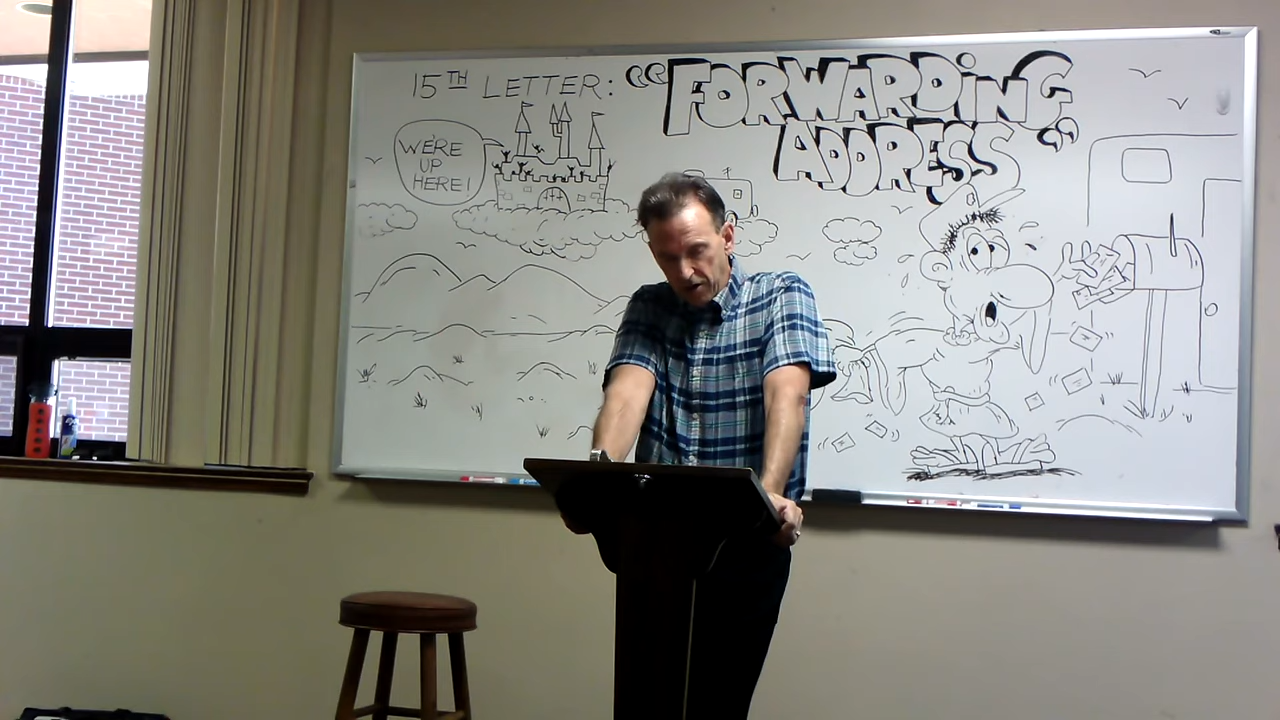 15TH LETTER: "FORWARDING
ADDRESS"
WE'RE
UP
HERE!